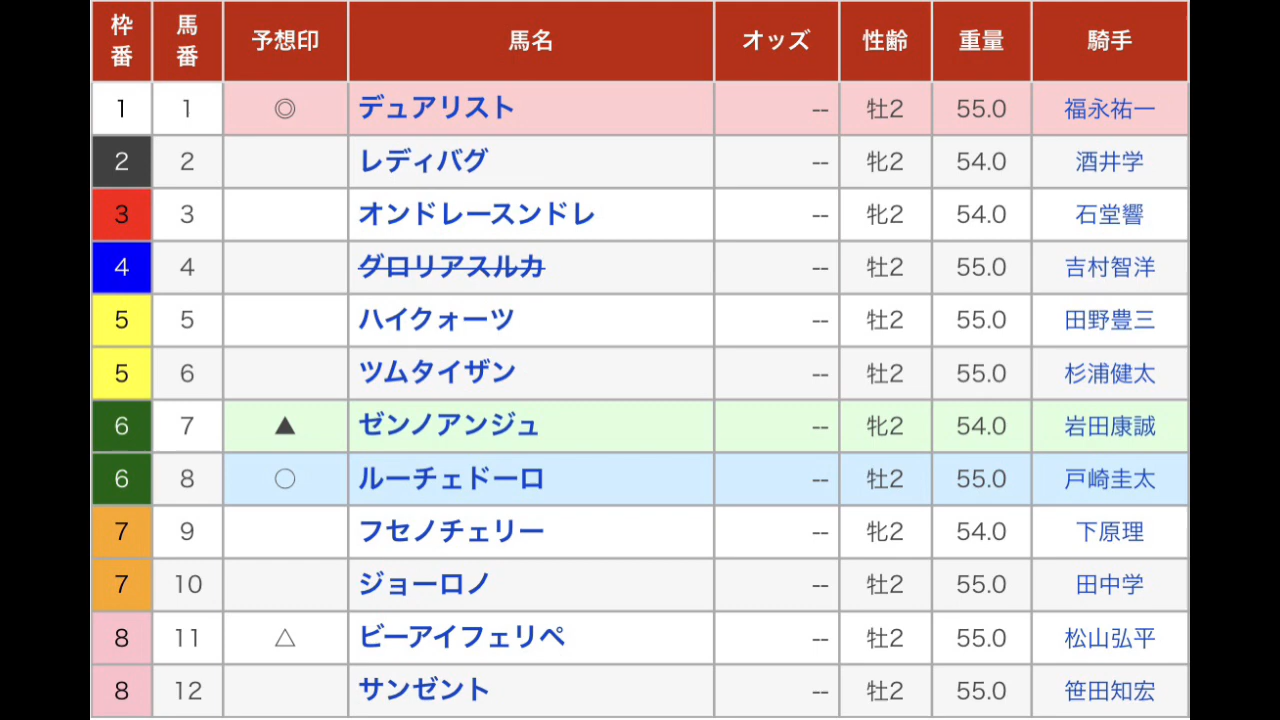 枠番 馬番 予想印 馬名 オッズ 性齢 重量 騎手
1 1 ◎ デュアリスト -- 牡2 55.0 福永祐一
2 2 レディバグ -- 牝2 54.0 酒井学
3 3 オンドレースンドレ -- 牝2 54.0 石堂響
4 4 グロリアスルカ -- 牡2 55.0 吉村智洋
5 5 ハイクォーツ -- 牡2 55.0 田野豊三
5 6 ツムタイザン -- 牡2 55.0 杉浦健太
6 7 ▲ ゼンノアンジュ -- 牝2 54.0 岩田康誠
6 8 ○ ルーチェドーロ -- 牡2 55.0 戸崎圭太
7 9 フセノチェリー -- 牝2 54.0 下原理
7 10 ジョーロノ -- 牡2 55.0 田中学
8 11 △ ビーアイフェリペ -- 牡2 55.0 松山弘平
8 12 サンゼント -- 牡2 55.0 笹田知宏